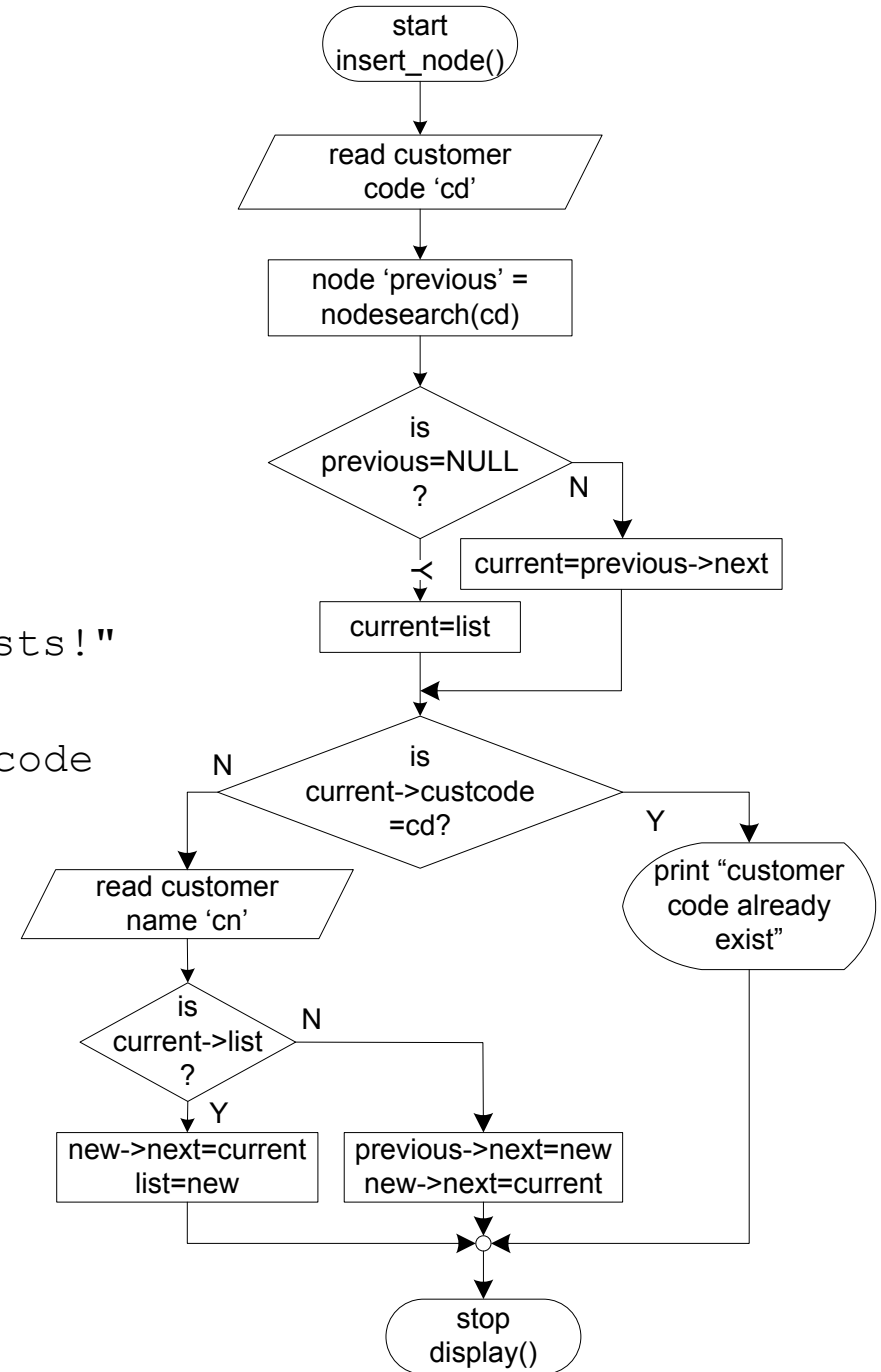 start
insert_node()
read customer
code ‘cd’
node ‘previous’ =
nodesearch(cd)
is
previous=NULL
?
N
current=previous->next
Y
current=list
sts!"
code
is
current->custcode
=cd?
N
Y
read customer
name ‘cn’
print “customer
code already
exist”
is
current->list
?
N
Y
new->next=current
list=new
previous->next=new
new->next=current
stop
display()